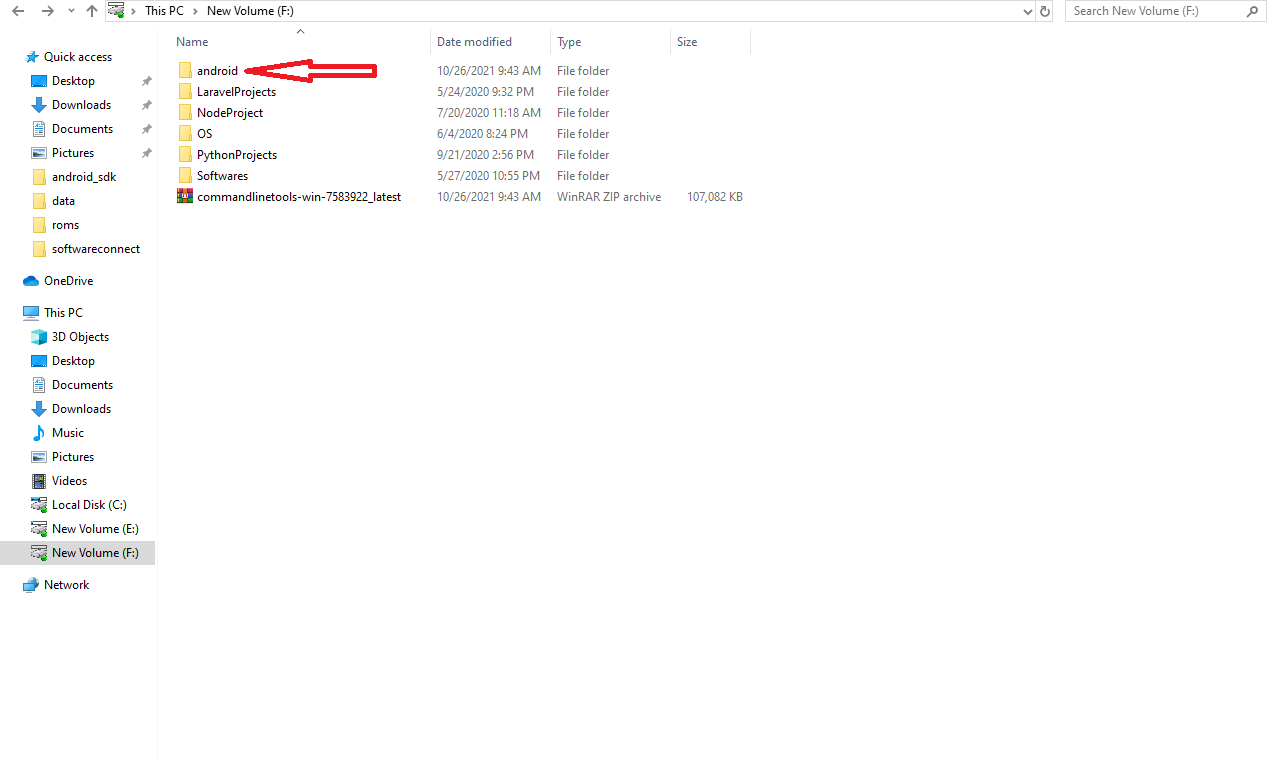 This PC > New Volume (F:)
Search New Volume (F:)
Name Date modified Type Size
Quick access
Desktop
Downloads
Documents
Pictures
android_sdk
data
roms
softwareconnect
OneDrive
This PC
3D Objects
Desktop
Documents
Downloads
Music
Pictures
Videos
Local Disk (C:)
New Volume (E:)
New Volume (F:)
Network
android 10/26/2021 9:43 AM File folder
LaravelProjects 5/24/2020 9:32 PM File folder
NodeProject 7/20/2020 11:18 AM File folder
OS 6/4/2020 8:24 PM File folder
PythonProjects 9/21/2020 2:56 PM File folder
Softwares 5/27/2020 10:55 PM File folder
commandlinetools-win-7583922_latest 10/26/2021 9:43 AM WinRAR ZIP archive 107,082 KB